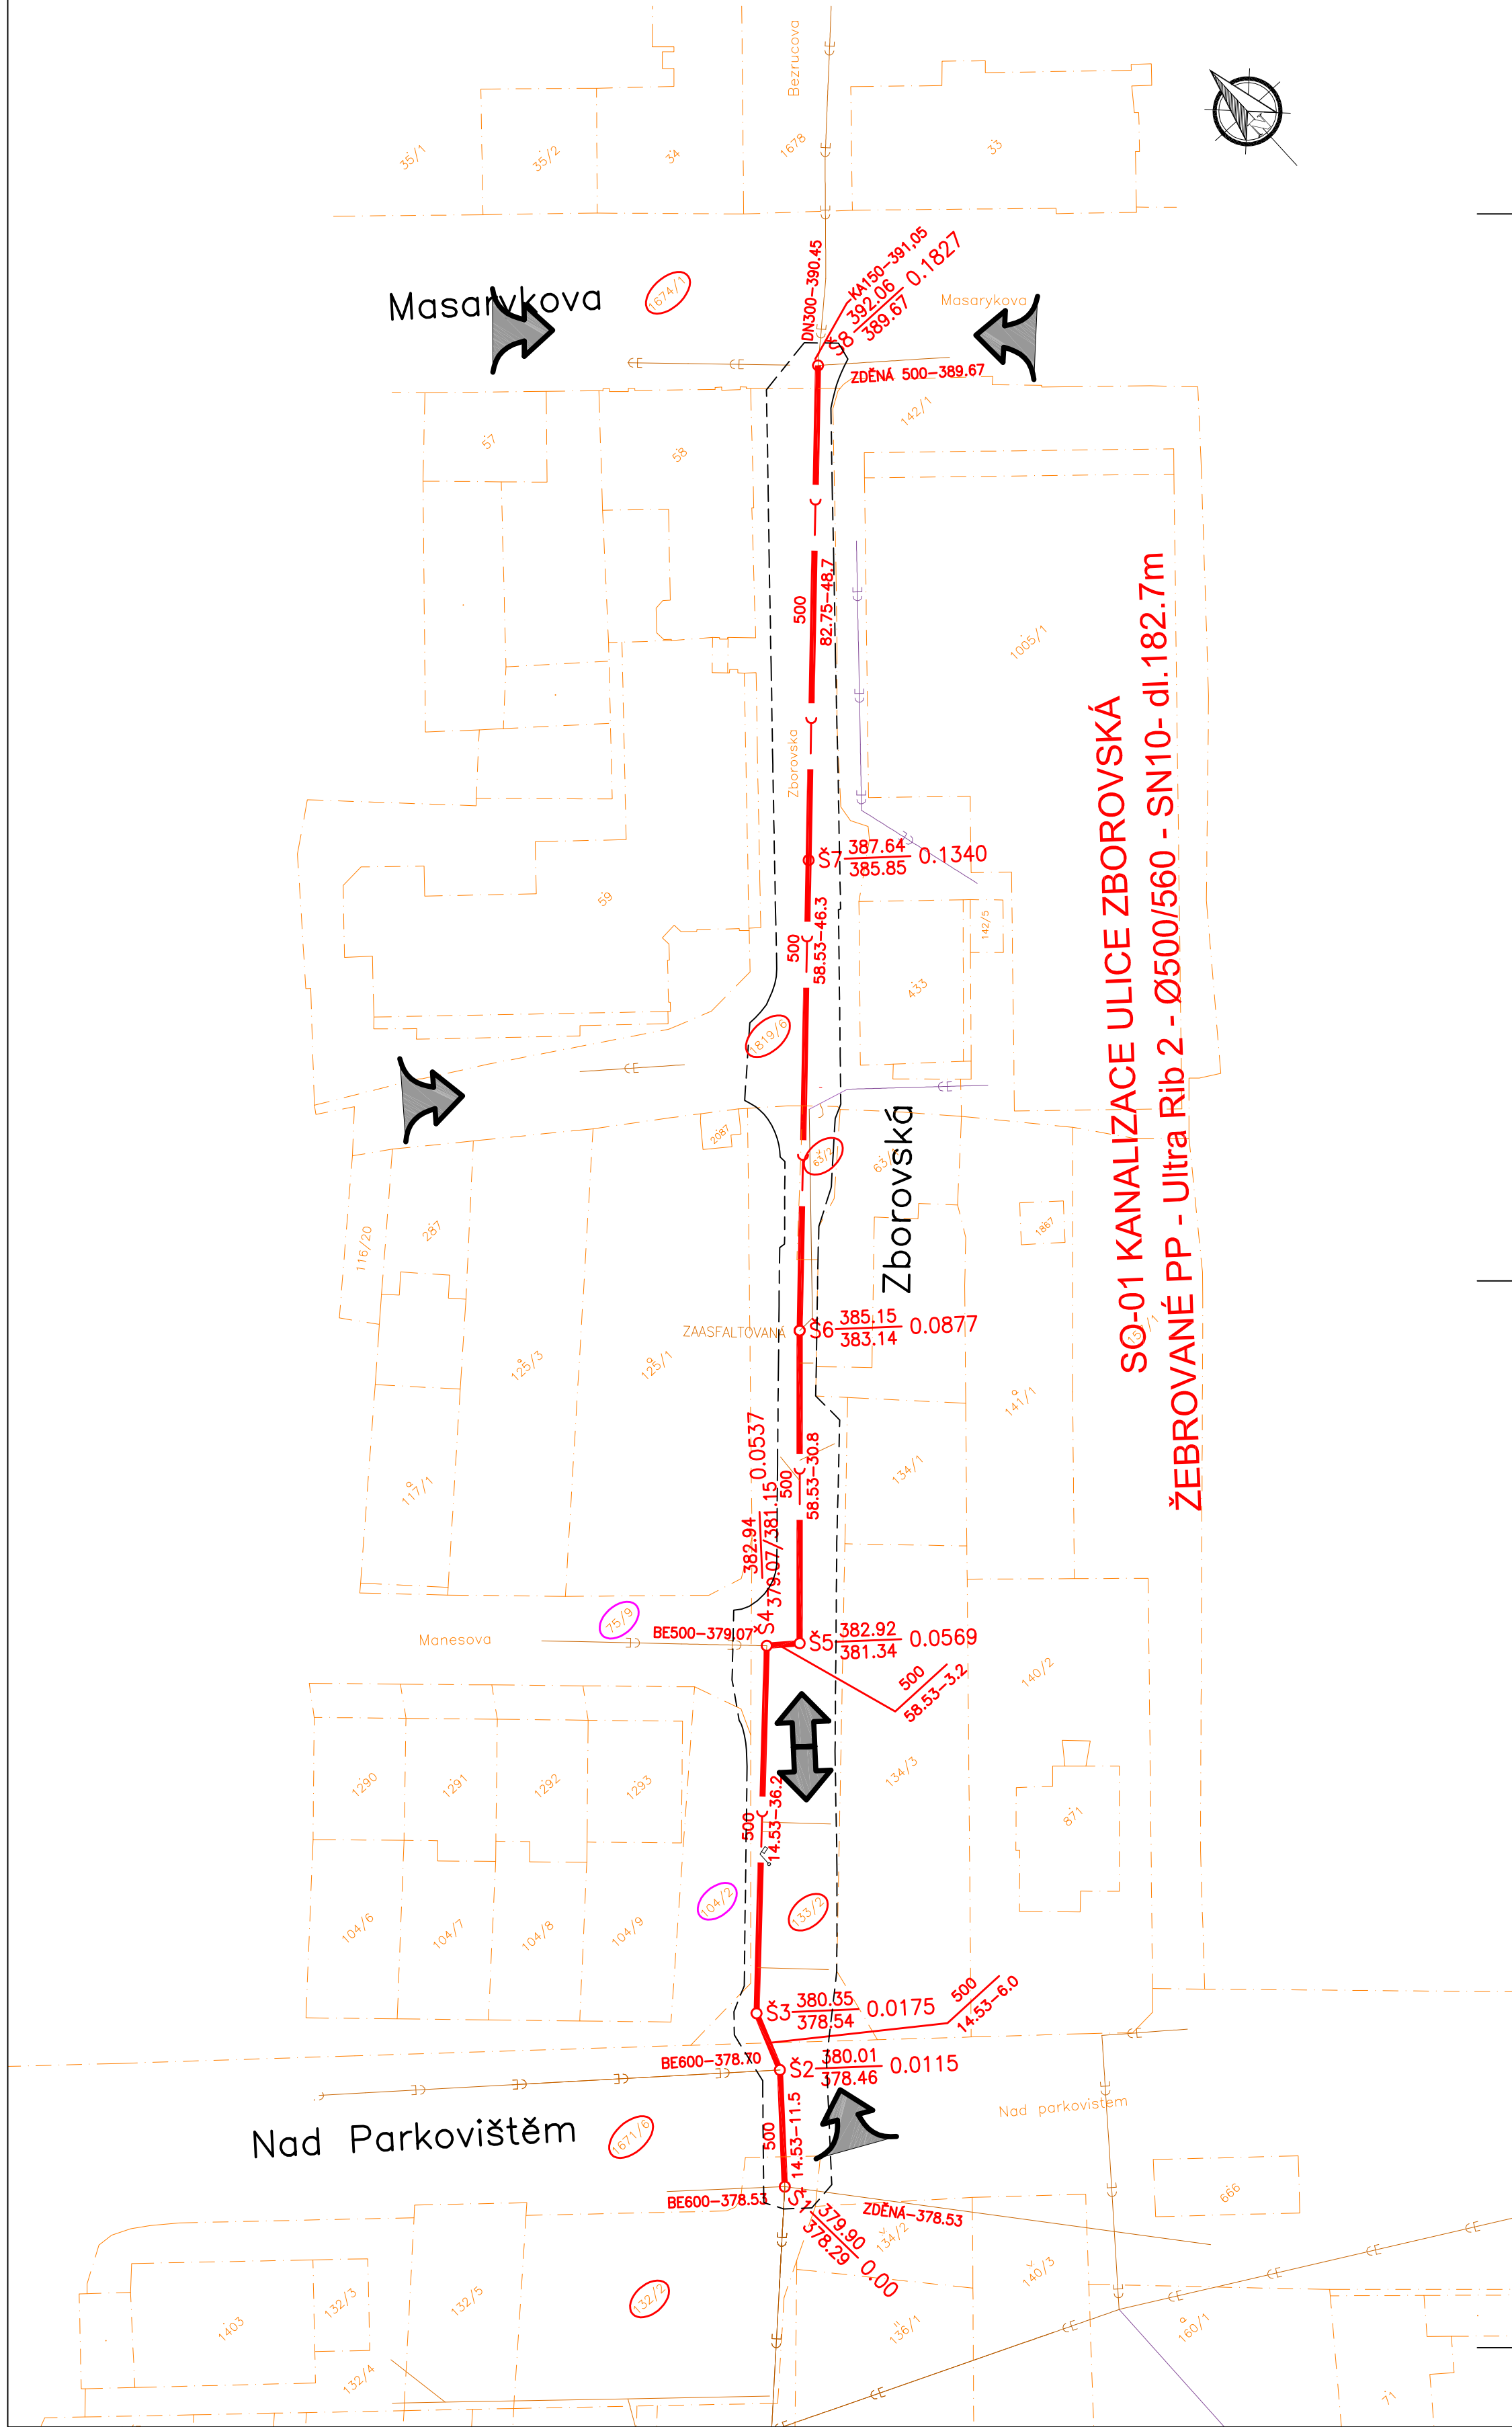 Bezrucova
35/1
35/2
34
1678
33
Masarykova
1674/1
DN300-390.45
KA150-391,05
Š8 392.06 0.1827
389.67
Masarykova
ZDĚNÁ 500-389.67
142/1
57
58
500
82.75-48.7
1005/1
Zborovska
SO-01 KANALIZACE ULICE ZBOROVSKÁ
ŽEBROVANÉ PP - Ultra Rib 2 - Ø500/560 - SN10- dl.182.7m
Š7 387.64 0.1340
385.85
59
500
58.53-46.3
142/5
433
1819/6
Zborovská
2087
63/2
116/20
287
1867
125/3
125/1
ZAASFALTOVANÁ
Š6 385.15 0.0877
383.14
141/1
117/1
134/1
500
58.53-30.8
382.94 0.0537
379.07/381.15
Š4
75/9
Manesova
BE500-379.07
Š5 382.92 0.0569
381.34
500
58.53-3.2
140/2
134/3
1290
1291
1292
1293
871
500
14.53-36.2
104/2
133/2
104/6
104/7
104/8
104/9
Š3 380.35 0.0175
378.54
500
14.53-6.0
BE600-378.70
Š2 380.01 0.0115
378.46
Nad Parkovištěm
1671/6
500
14.53-11.5
Nad parkovistem
BE600-378.53
Š1 379.90 0.00
378.29
ZDĚNÁ-378.53
134/2
666
140/3
132/2
1403
132/3
132/5
132/4
136/1
160/1
71